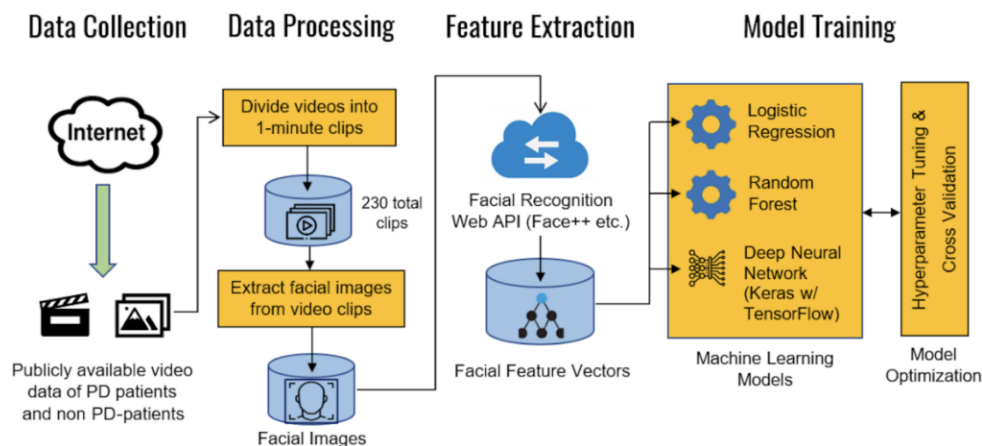 Data Collection
Data Processing
Feature Extraction
Model Training
Internet
Publicly available video
data of PD patients
and non PD-patients
Divide videos into
1-minute clips
230 total
clips
Extract facial images
from video clips
Facial Images
Facial Recognition
Web API (Face++ etc.)
Facial Feature Vectors
Logistic
Regression
Random
Forest
Deep Neural
Network
(Keras w/
TensorFlow)
Machine Learning
Models
Hyperparameter Tuning &
Cross Validation
Model
Optimization